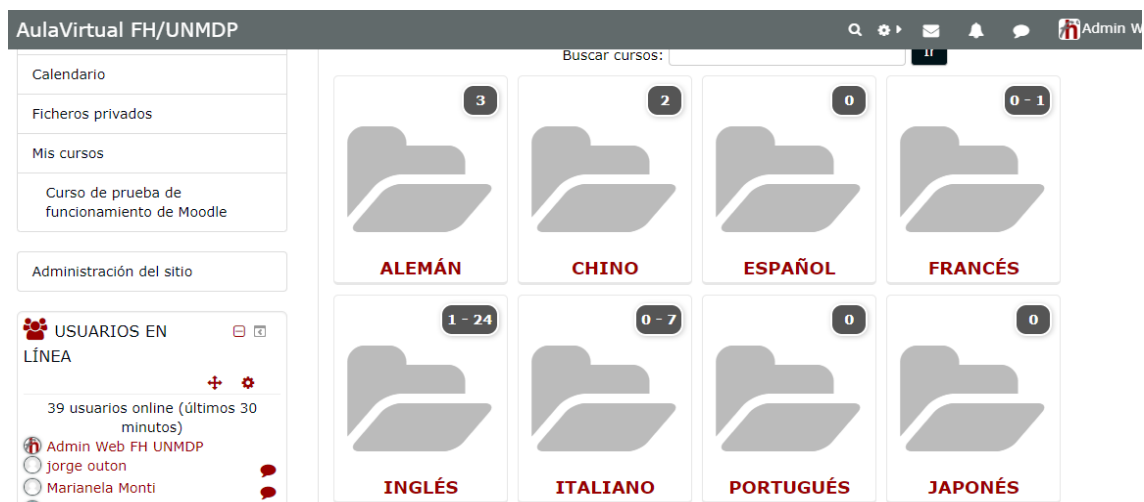 AulaVirtual FH/UNMDP
Admin W
Calendario
Ficheros privados
Mis cursos
Curso de prueba de
funcionamiento de Moodle
Administración del sitio
USUARIOS EN
LÍNEA
39 usuarios online (últimos 30
minutos)
Admin Web FH UNMDP
jorge outon
Marianela Monti
Buscar cursos:
Ir
3
ALEMÁN
2
CHINO
0
ESPAÑOL
0 - 1
FRANCÉS
1 - 24
INGLÉS
0 - 7
ITALIANO
0
PORTUGUÉS
0
JAPONÉS